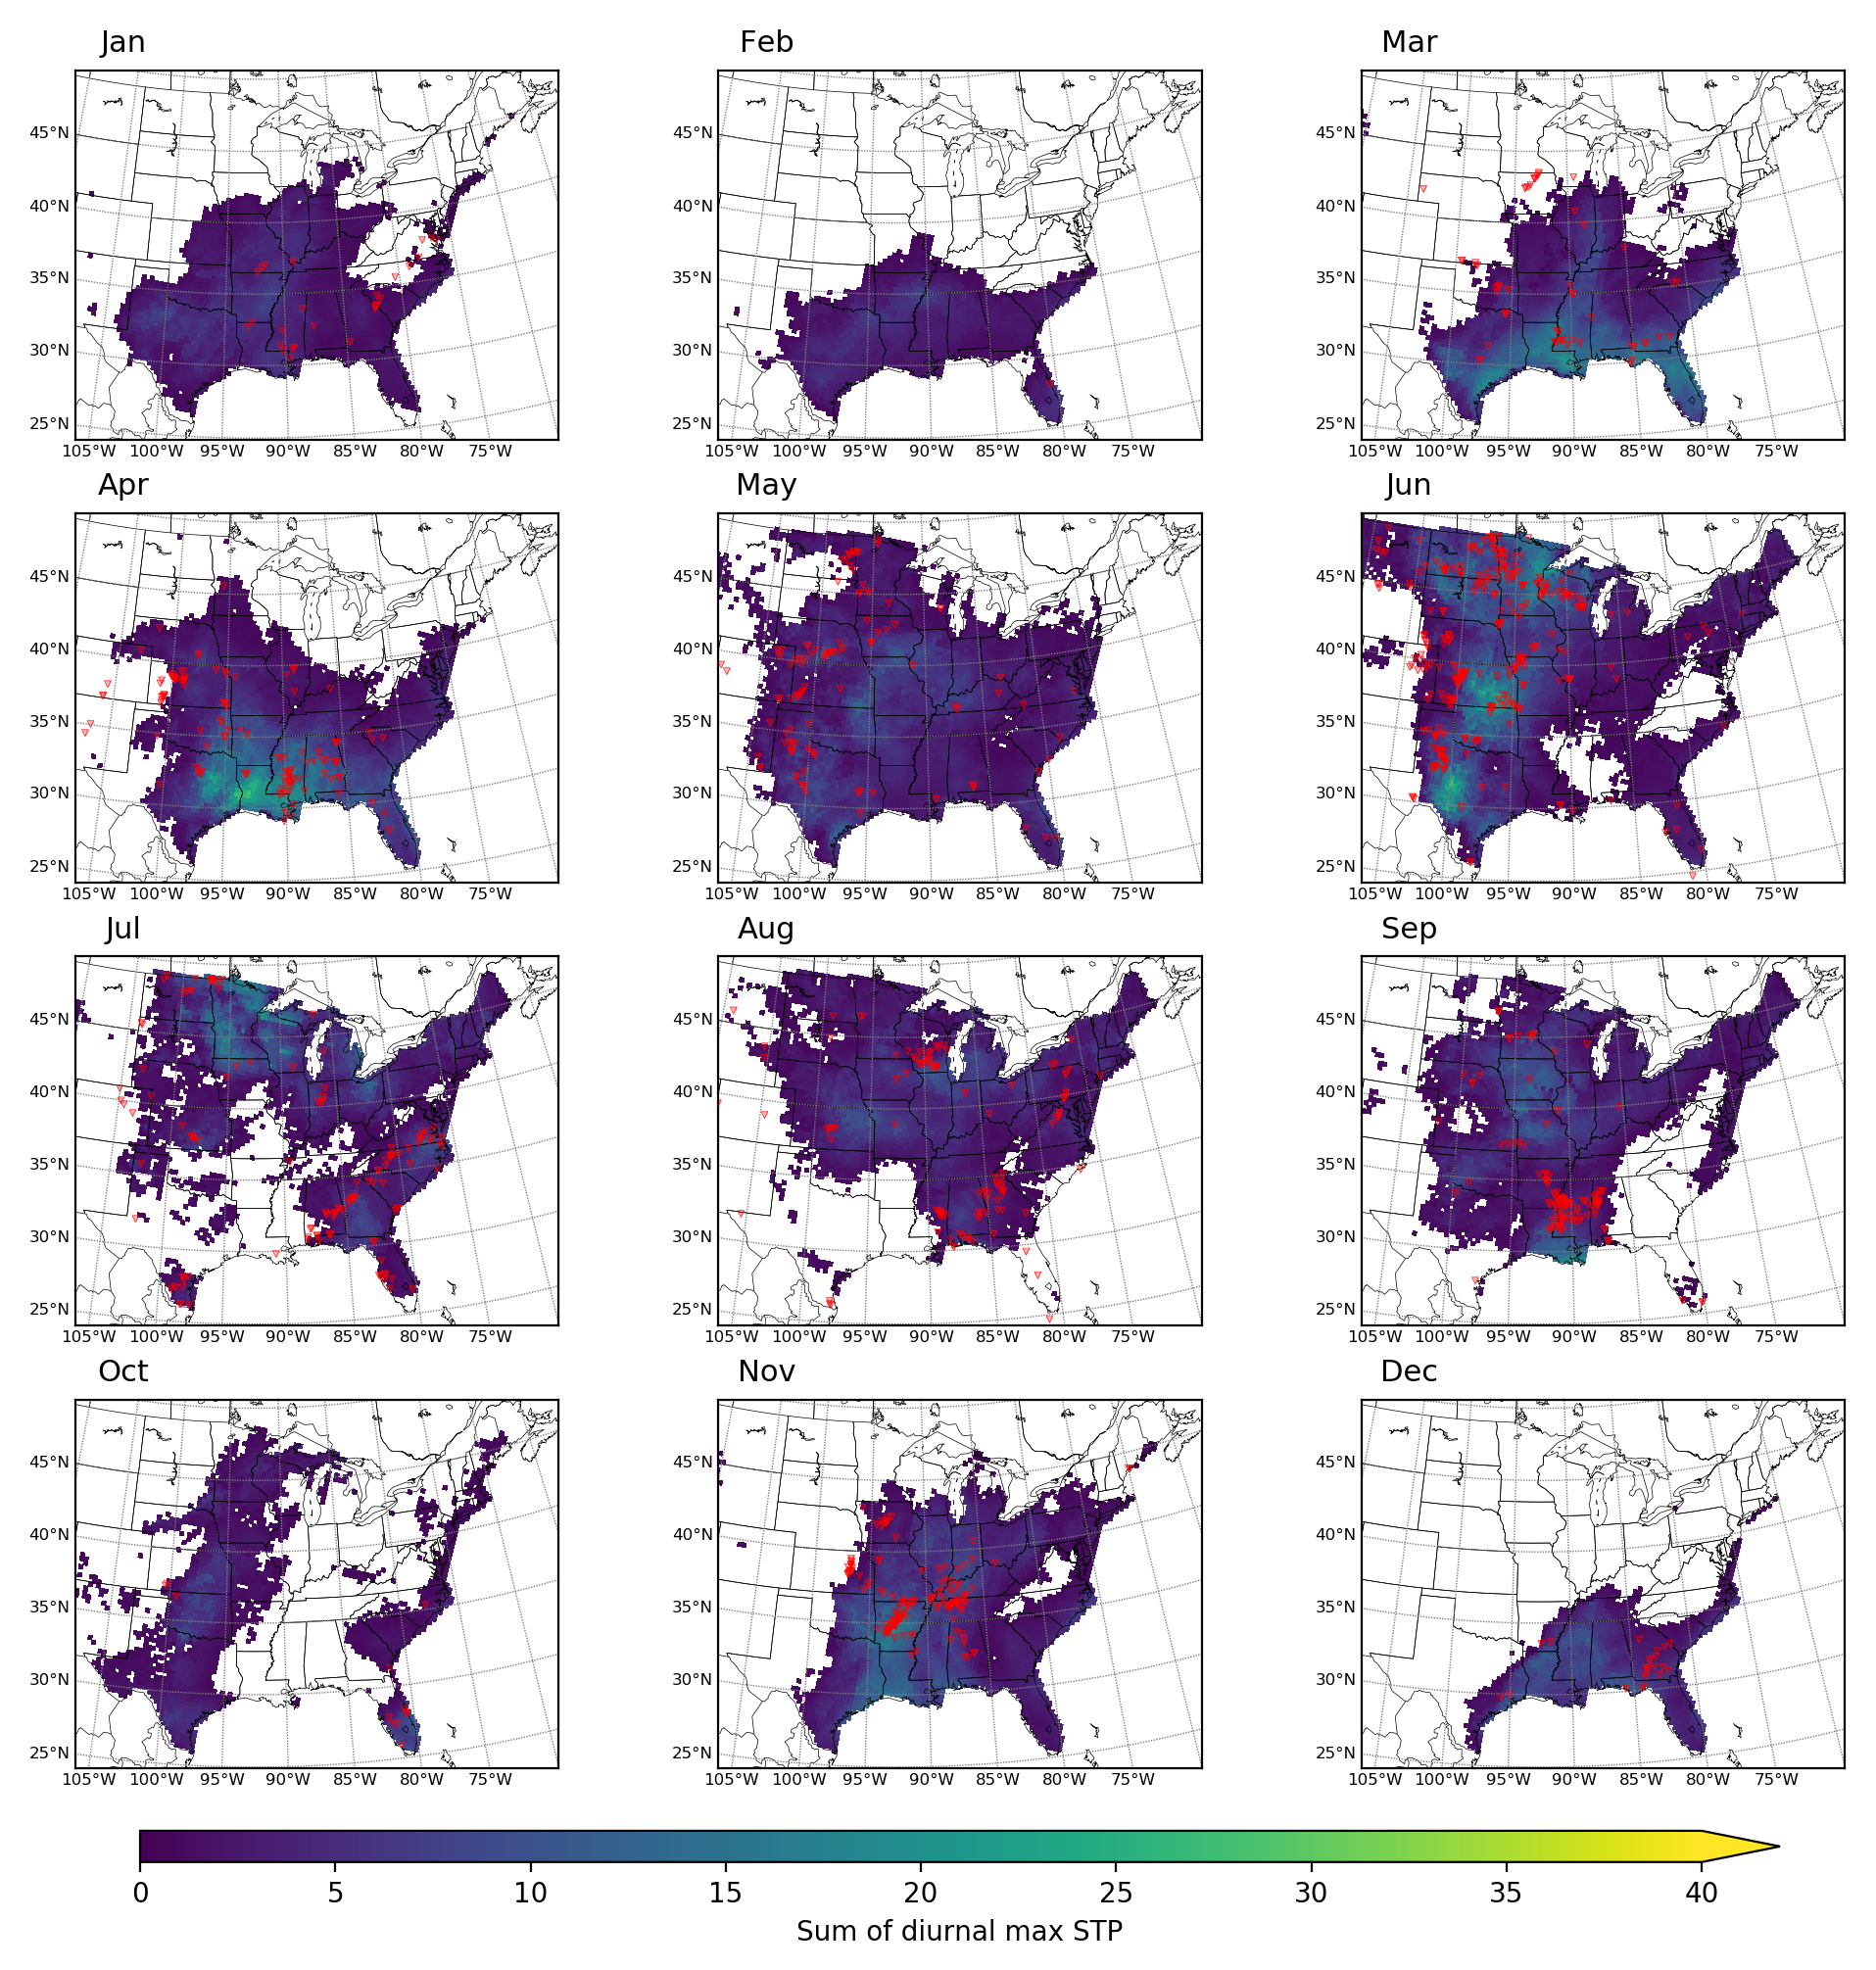 Jan Feb Mar
45°N 45°N 45°N
40°N 40°N 40°N
35°N 35°N 35°N
30°N 30°N 30°N
25°N 25°N 25°N
105°W 100°W 95°W 90°W 85°W 80°W 75°W 105°W 100°W 95°W 90°W 85°W 80°W 75°W 105°W 100°W 95°W 90°W 85°W 80°W 75°W
Apr May Jun
45°N 45°N 45°N
40°N 40°N 40°N
35°N 35°N 35°N
30°N 30°N 30°N
25°N 25°N 25°N
105°W 100°W 95°W 90°W 85°W 80°W 75°W 105°W 100°W 95°W 90°W 85°W 80°W 75°W 105°W 100°W 95°W 90°W 85°W 80°W 75°W
Jul Aug Sep
45°N 45°N 45°N
40°N 40°N 40°N
35°N 35°N 35°N
30°N 30°N 30°N
25°N 25°N 25°N
105°W 100°W 95°W 90°W 85°W 80°W 75°W 105°W 100°W 95°W 90°W 85°W 80°W 75°W 105°W 100°W 95°W 90°W 85°W 80°W 75°W
Oct Nov Dec
45°N 45°N 45°N
40°N 40°N 40°N
35°N 35°N 35°N
30°N 30°N 30°N
25°N 25°N 25°N
105°W 100°W 95°W 90°W 85°W 80°W 75°W 105°W 100°W 95°W 90°W 85°W 80°W 75°W 105°W 100°W 95°W 90°W 85°W 80°W 75°W
0 5 10 15 20 25 30 35 40
Sum of diurnal max STP